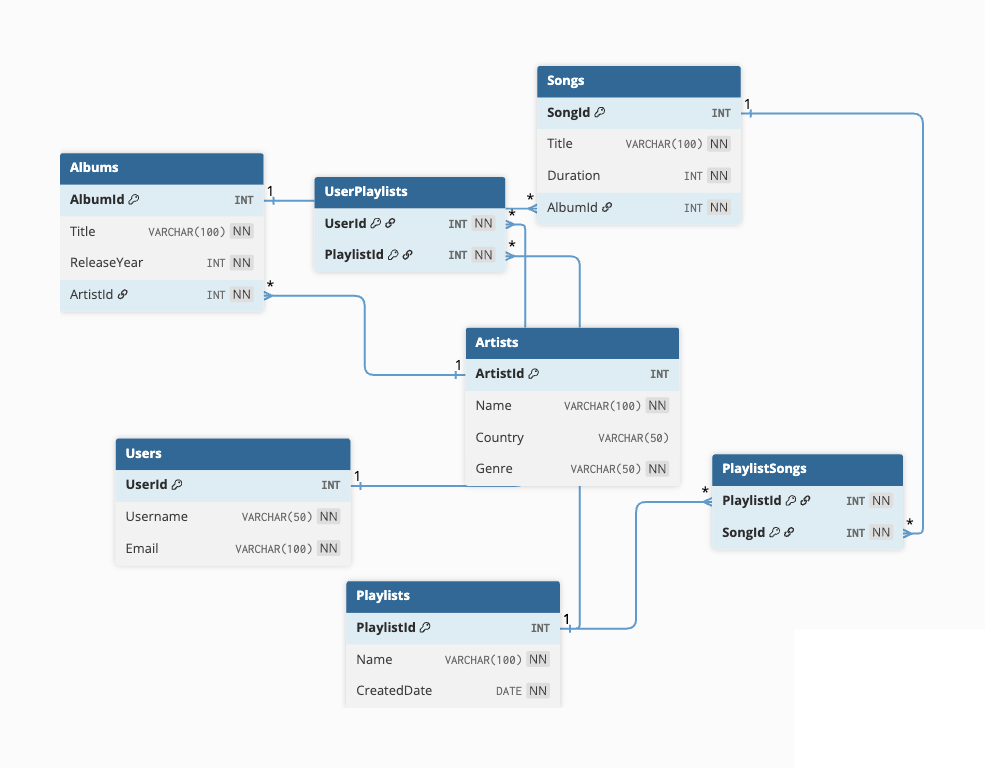 Songs
SongId INT
Title VARCHAR(100) NN
Duration INT NN
AlbumId INT NN
1
*
Albums
AlbumId INT
Title VARCHAR(100) NN
ReleaseYear INT NN
ArtistId INT NN
1
*
UserPlaylists
UserId INT NN
PlaylistId INT NN
*
*
Artists
ArtistId INT
Name VARCHAR(100) NN
Country VARCHAR(50)
Genre VARCHAR(50) NN
1
Users
UserId INT
Username VARCHAR(50) NN
Email VARCHAR(100) NN
1
PlaylistSongs
PlaylistId INT NN
SongId INT NN
*
*
Playlists
PlaylistId INT
Name VARCHAR(100) NN
CreatedDate DATE NN
1